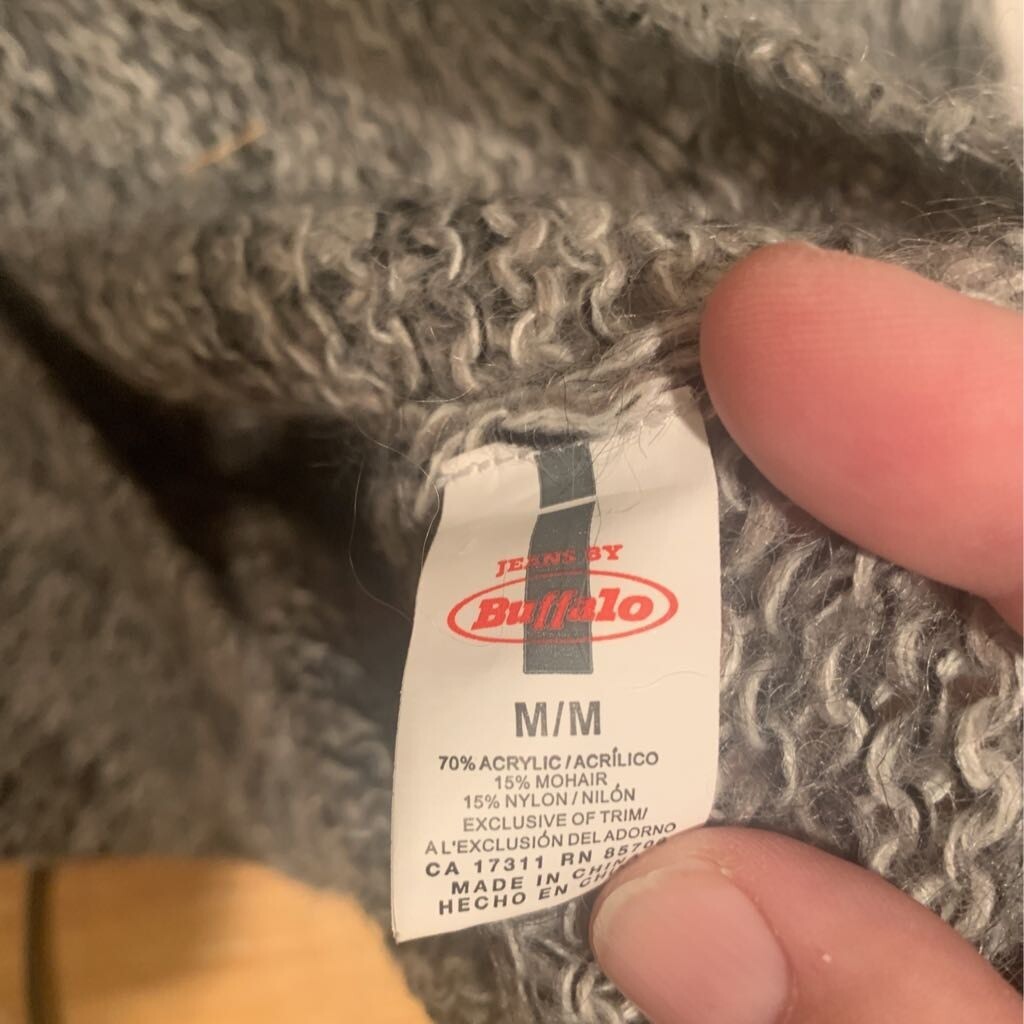 JEANS BY
Buffalo
M/M
70% ACRYLIC / ACRÍLICO
15% MOHAIR
15% NYLON / NILÓN
EXCLUSIVE OF TRIM/
A L'EXCLUSIÓN DEL ADORNO
CA 17311 RN
MADE IN CHINA
HECHO EN